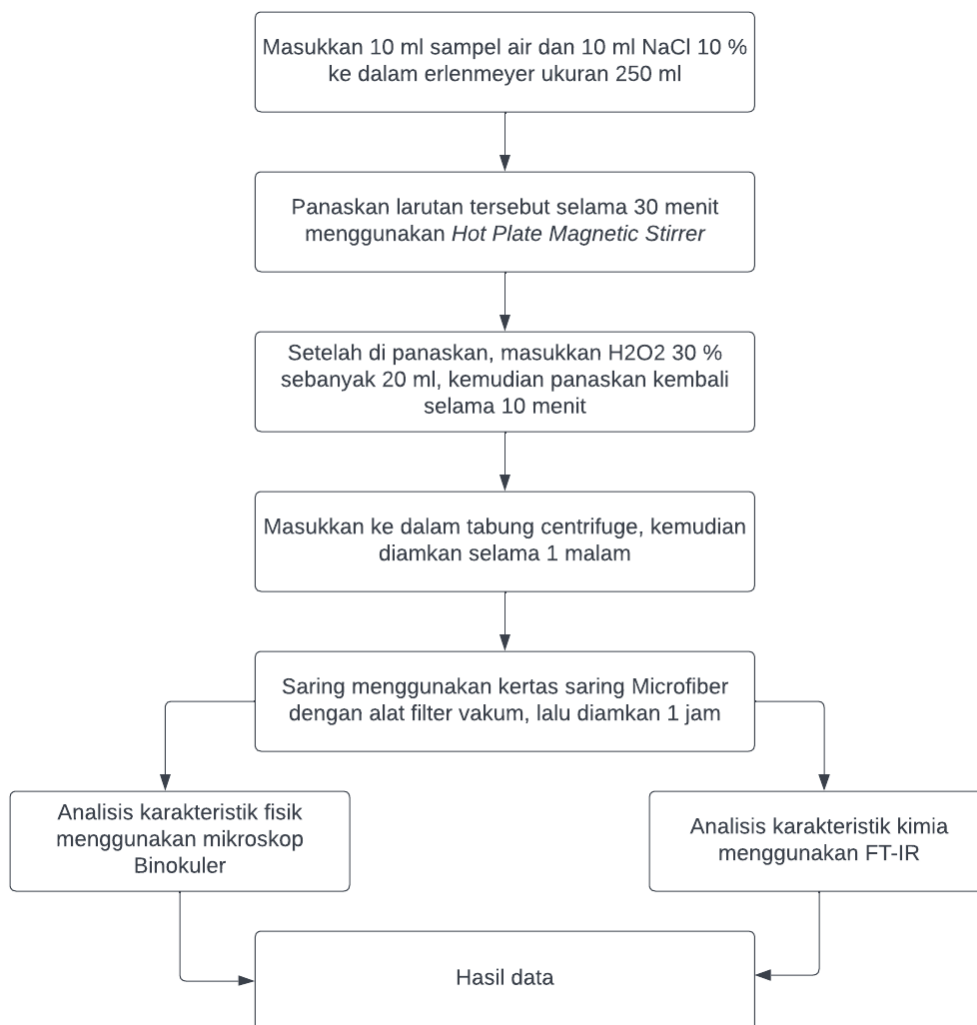 Masukkan 10 ml sampel air dan 10 ml NaCl 10 %
ke dalam erlenmeyer ukuran 250 ml
Panaskan larutan tersebut selama 30 menit
menggunakan Hot Plate Magnetic Stirrer
Setelah di panaskan, masukkan H2O2 30 %
sebanyak 20 ml, kemudian panaskan kembali
selama 10 menit
Masukkan ke dalam tabung centrifuge, kemudian
diamkan selama 1 malam
Saring menggunakan kertas saring Microfiber
dengan alat filter vakum, lalu diamkan 1 jam
Analisis karakteristik fisik
menggunakan mikroskop
Binokuler
Analisis karakteristik kimia
menggunakan FT-IR
Hasil data